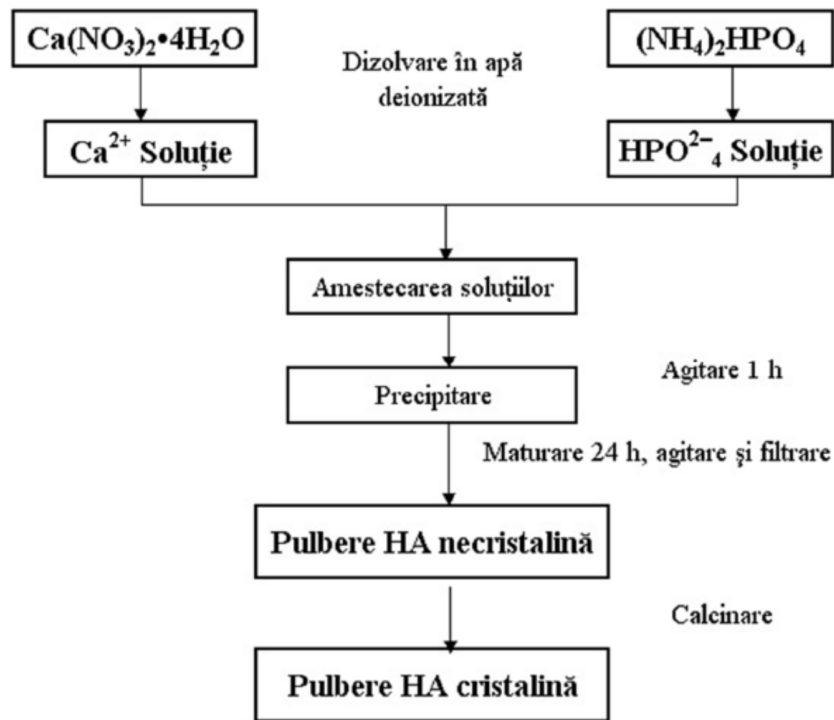 Ca(NO₃)₂•4H₂O
(NH₄)₂HPO₄
Dizolvare în apă
deionizată
Ca²⁺ Soluție
HPO²⁻₄ Soluție
Amestecarea soluțiilor
Agitare 1 h
Precipitare
Maturare 24 h, agitare și filtrare
Pulbere HA necristalină
Calcinare
Pulbere HA cristalină